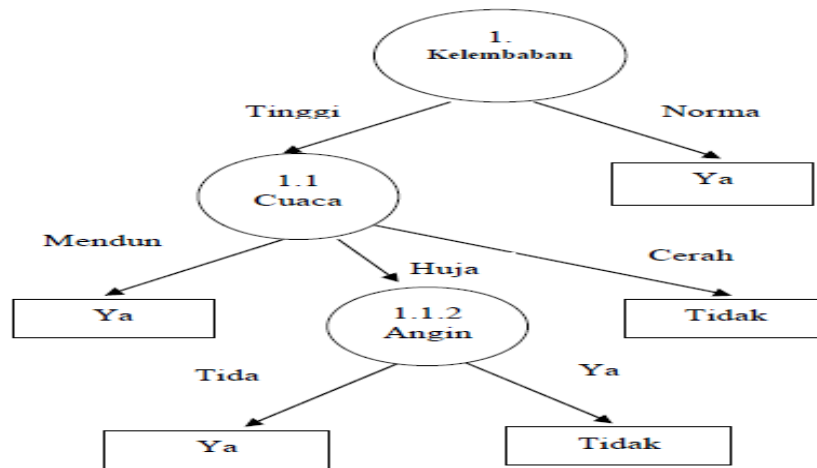 1.
Kelembaban
Tinggi
Norma
1.1
Cuaca
Ya
Mendun
Huja
Cerah
Ya
1.1.2
Angin
Tidak
Tida
Ya
Ya
Tidak